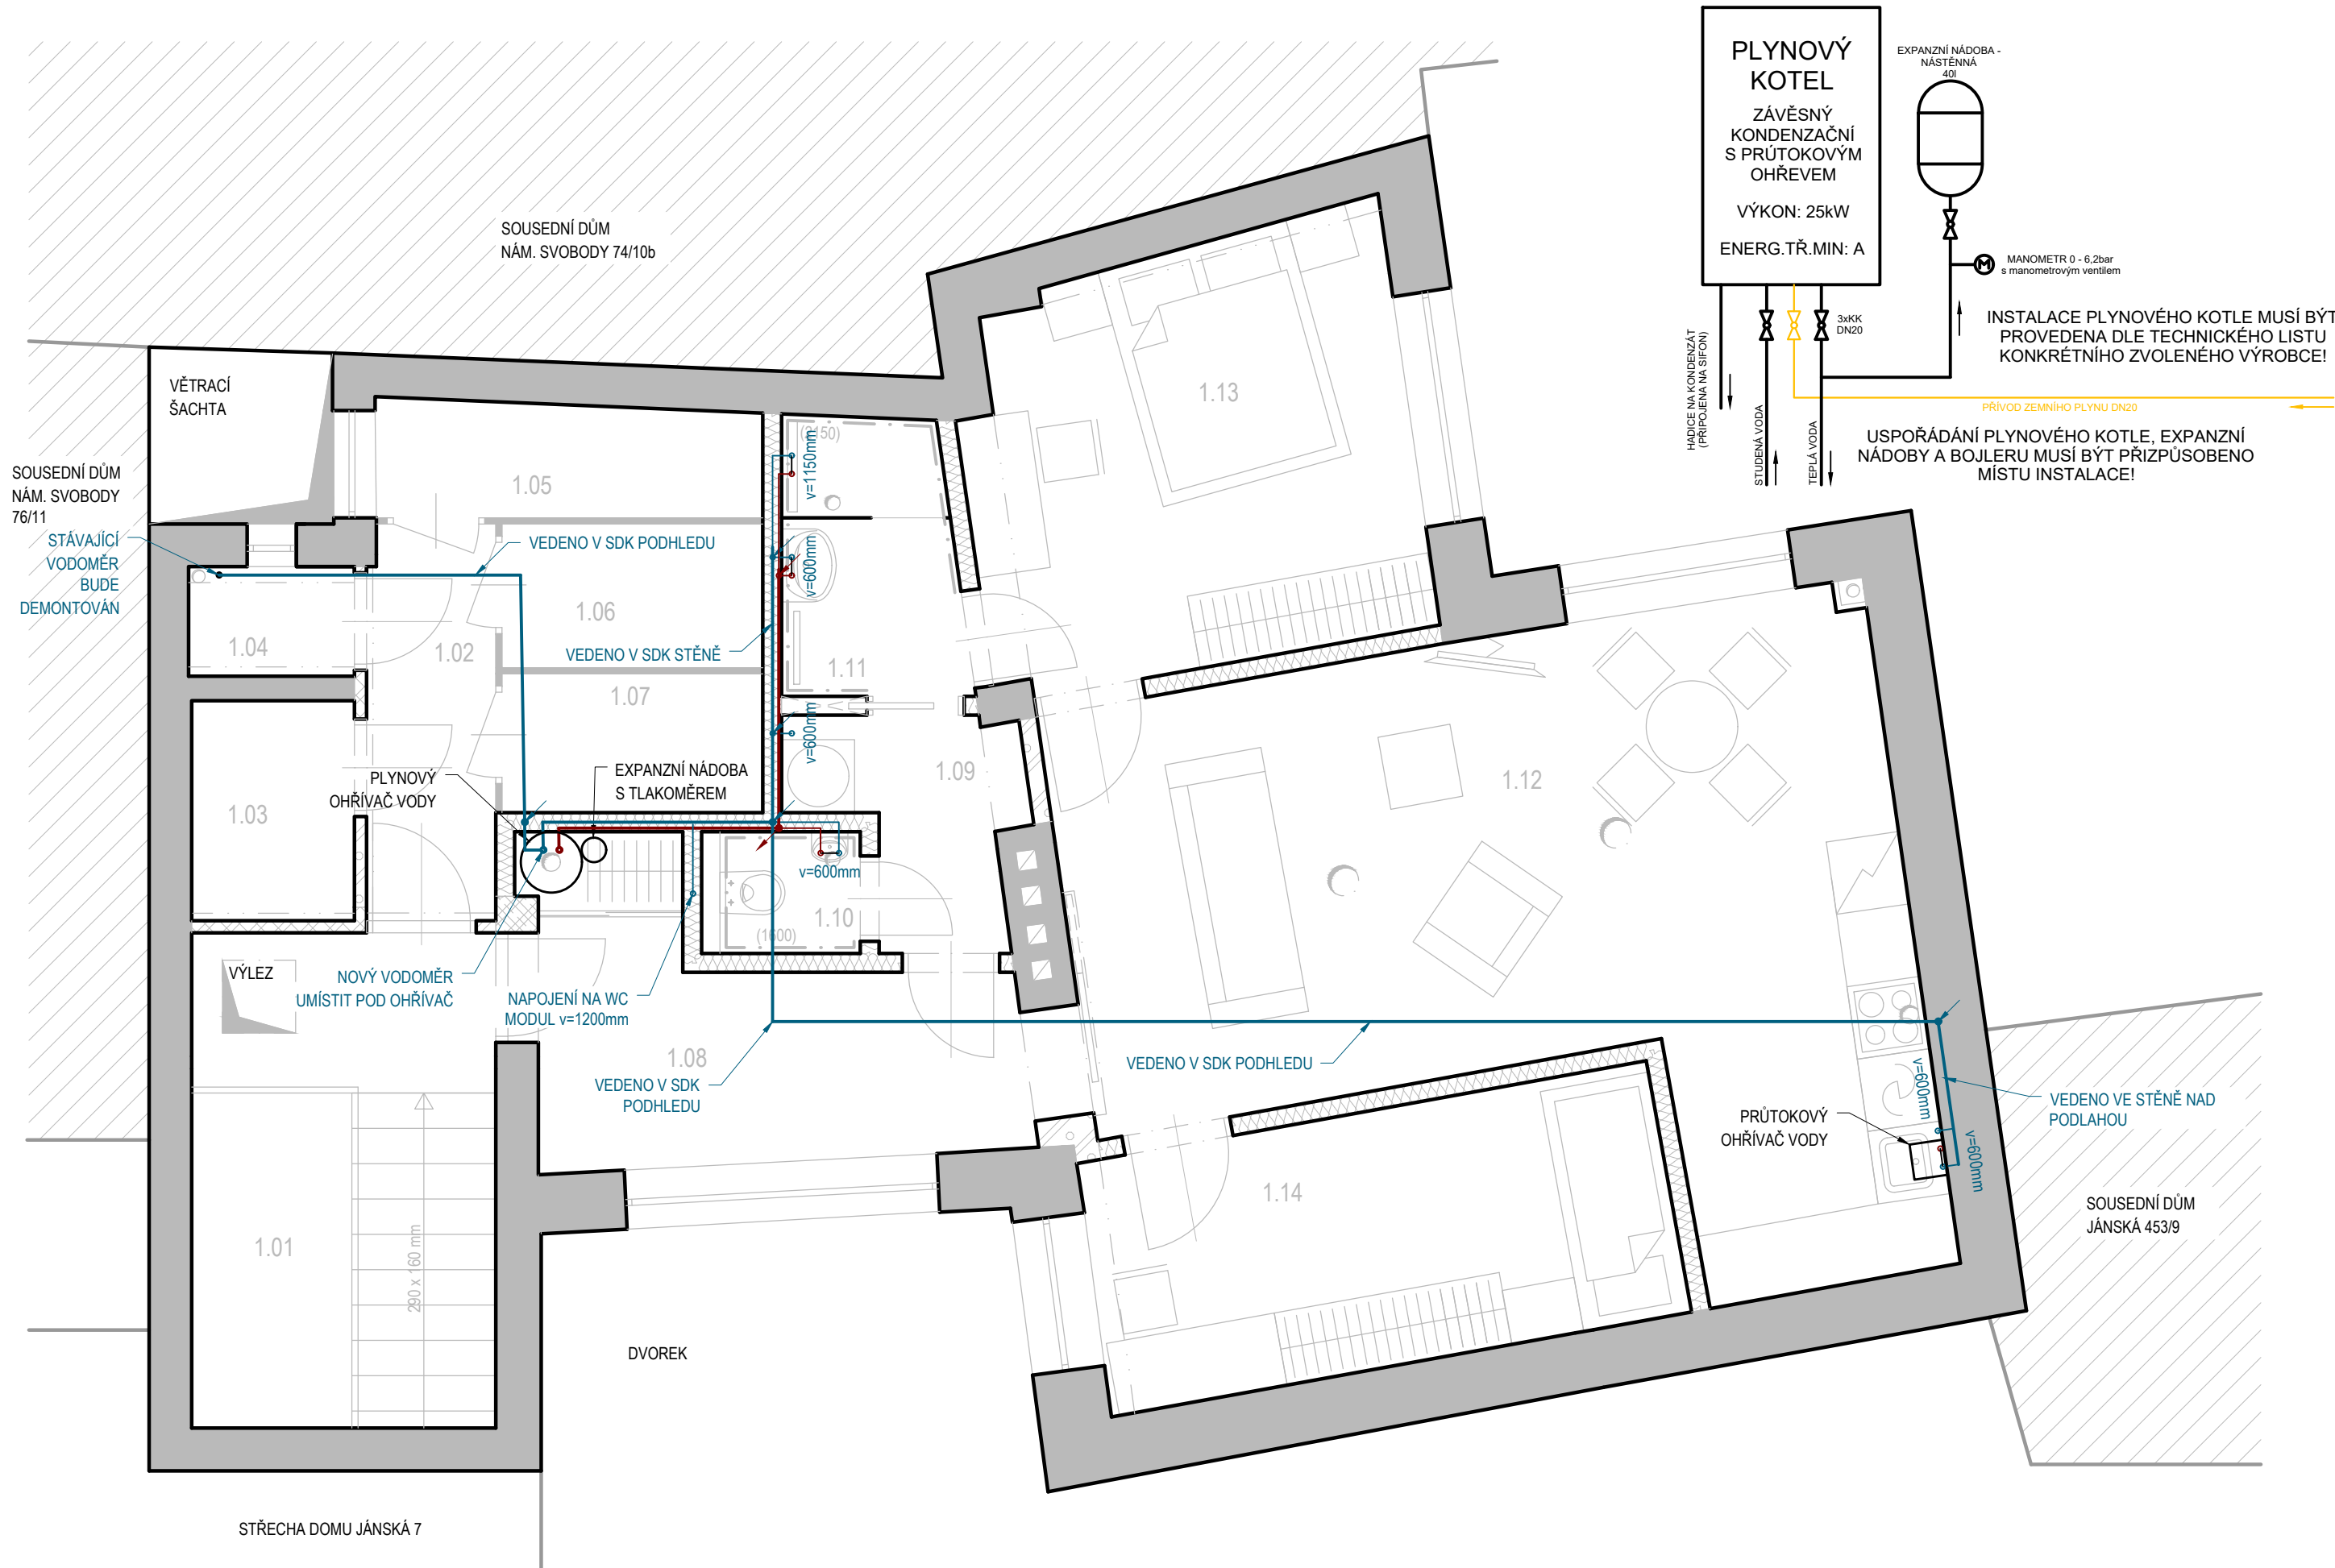 PLYNOVÝ
KOTEL
ZÁVĚSNÝ
KONDENZAČNÍ
S PRÚTOKOVÝM
OHŘEVEM
VÝKON: 25kW
ENERG.TŘ.MIN: A
EXPANZNÍ NÁDOBA -
NÁSTĚNNÁ
40l
M
MANOMETR 0 - 6,2bar
s manometrovým ventilem
3xKK
DN20
HADICE NA KONDENZÁT
(PŘIPOJENA NA SIFON)
STUDENÁ VODA
TEPLÁ VODA
INSTALACE PLYNOVÉHO KOTLE MUSÍ BÝT
PROVEDENA DLE TECHNICKÉHO LISTU
KONKRÉTNÍHO ZVOLENÉHO VÝROBCE!
PŘÍVOD ZEMNÍHO PLYNU DN20
USPOŘÁDÁNÍ PLYNOVÉHO KOTLE, EXPANZNÍ
NÁDOBY A BOJLERU MUSÍ BÝT PŘIZPŮSOBENO
MÍSTU INSTALACE!
SOUSEDNÍ DŮM
NÁM. SVOBODY 74/10b
VĚTRACÍ
ŠACHTA
SOUSEDNÍ DŮM
NÁM. SVOBODY
76/11
STÁVAJÍCÍ
VODOMĚR
BUDE
DEMONTOVÁN
VEDENO V SDK PODHLEDU
VEDENO V SDK STĚNĚ
1.05
1.06
1.07
1.04
1.02
1.03
1.13
(2150)
v=1150mm
v=600mm
1.11
v=600mm
1.09
1.12
PLYNOVÝ
OHŘÍVAČ VODY
EXPANZNÍ NÁDOBA
S TLAKOMĚREM
v=600mm
1.10
(1600)
VÝLEZ
NOVÝ VODOMĚR
UMÍSTIT POD OHŘÍVAČ
NAPOJENÍ NA WC
MODUL v=1200mm
1.08
VEDENO V SDK
PODHLEDU
VEDENO V SDK PODHLEDU
v=600mm
v=600mm
VEDENO VE STĚNĚ NAD
PODLAHOU
PRŮTOKOVÝ
OHŘÍVAČ VODY
1.14
SOUSEDNÍ DŮM
JÁNSKÁ 453/9
1.01
290 x 160 mm
DVOREK
STŘECHA DOMU JÁNSKÁ 7